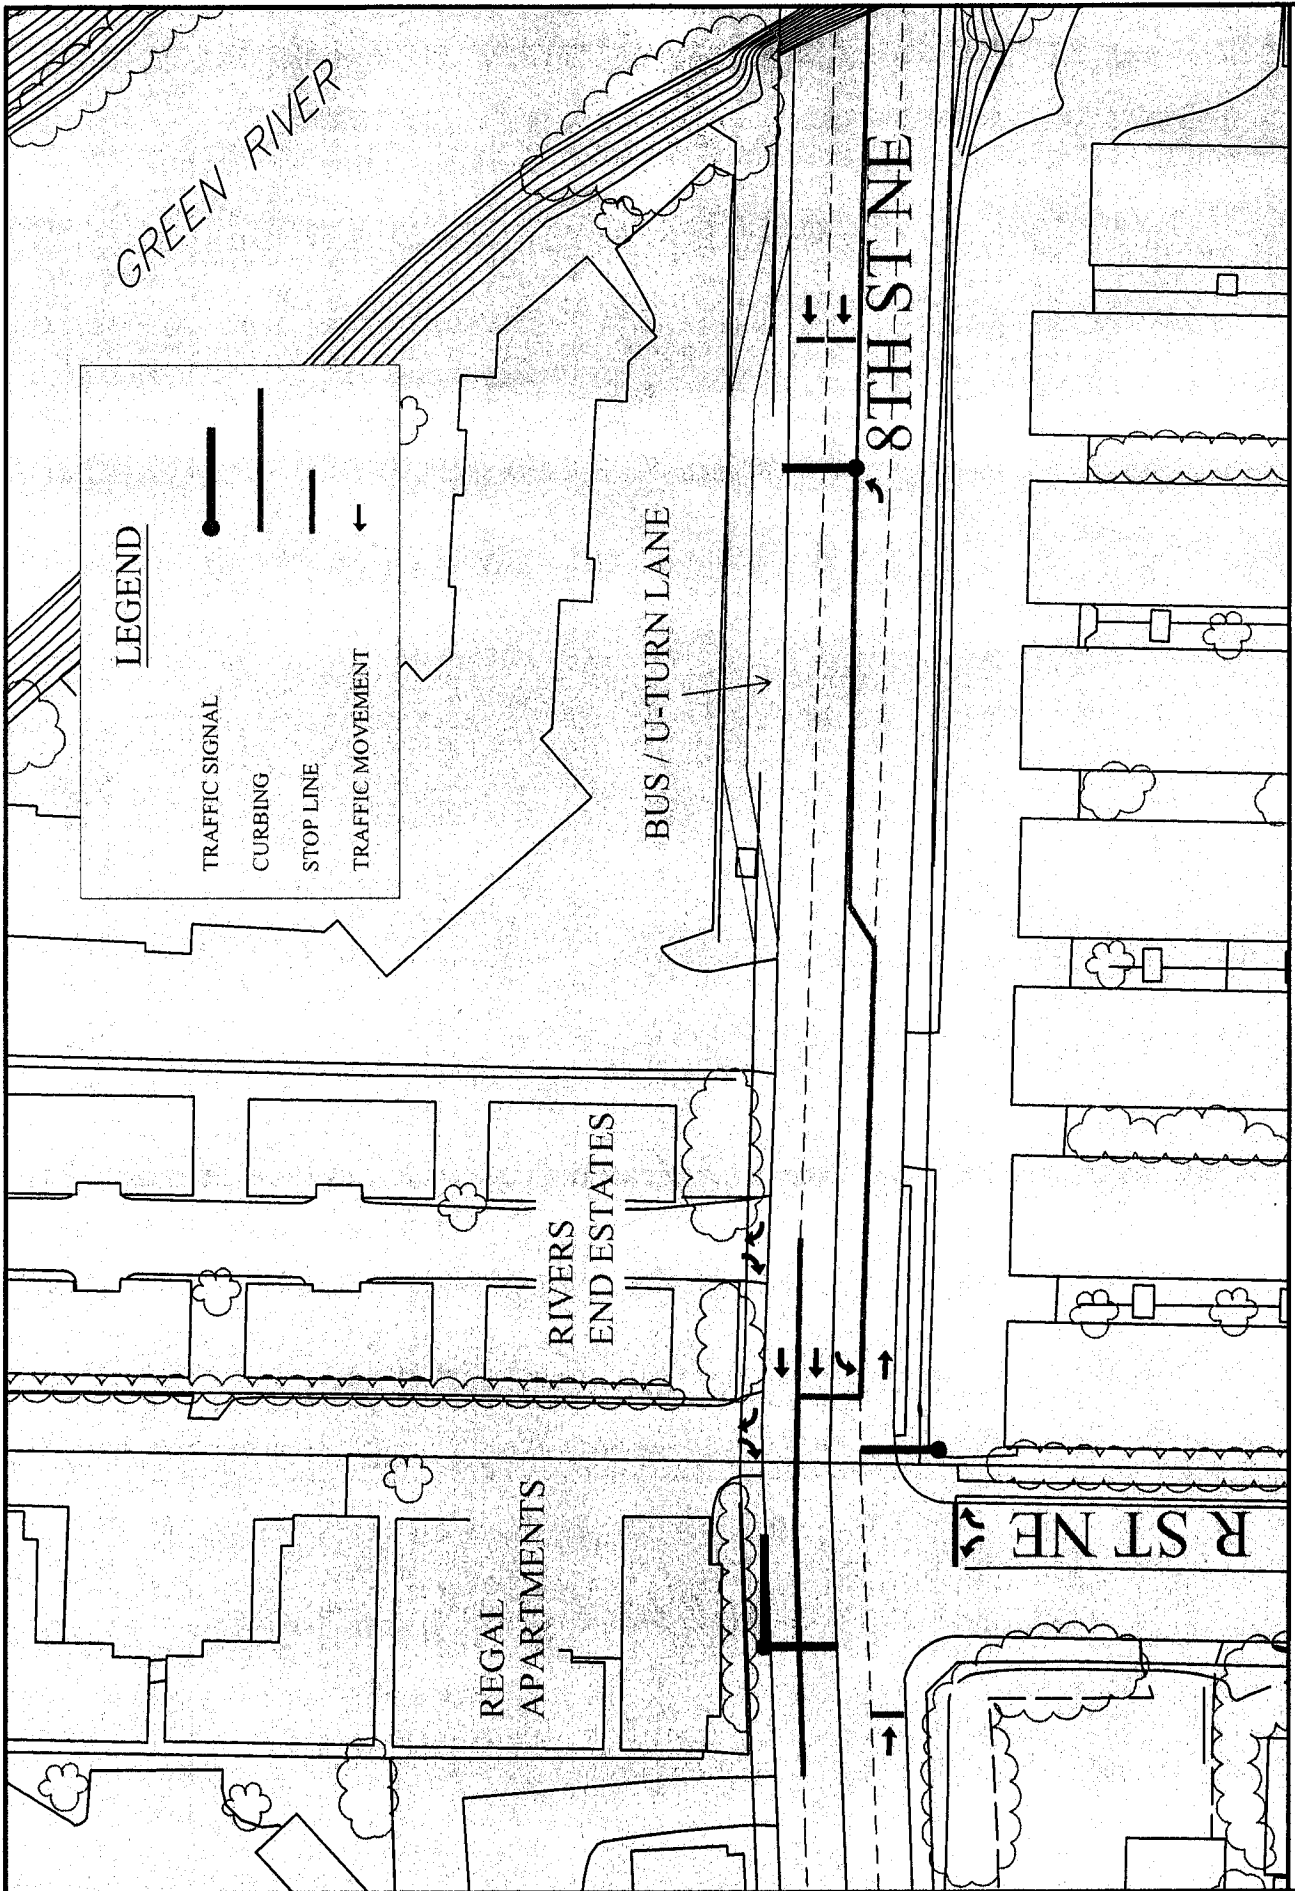 GREEN RIVER
LEGEND
TRAFFIC SIGNAL
CURBING
STOP LINE
TRAFFIC MOVEMENT
8TH ST NE
BUS / U-TURN LANE
RIVERS
END ESTATES
REGAL
APARTMENTS
R ST NE